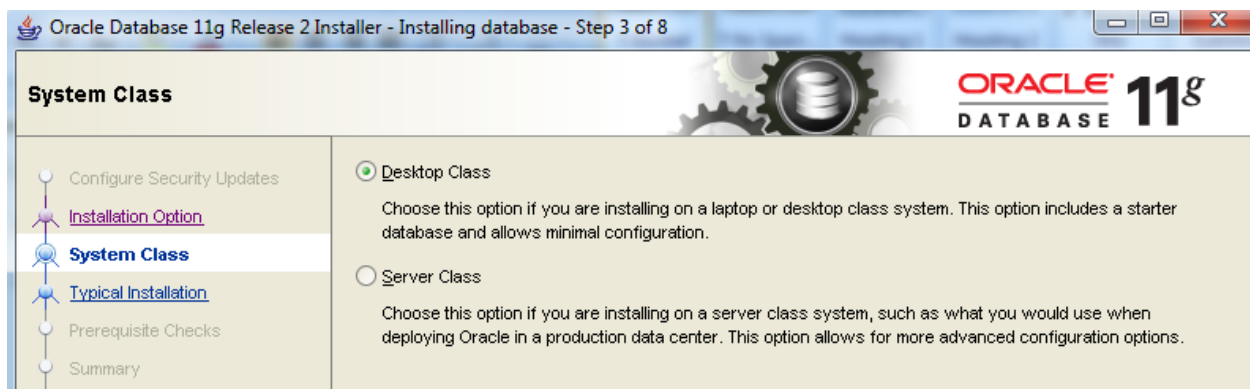 Oracle Database 11g Release 2 Installer - Installing database - Step 3 of 8
System Class
ORACLE 11g
DATABASE
Configure Security Updates
Installation Option
System Class
Typical Installation
Prerequisite Checks
Summary
Desktop Class
Choose this option if you are installing on a laptop or desktop class system. This option includes a starter
database and allows minimal configuration.
Server Class
Choose this option if you are installing on a server class system, such as what you would use when
deploying Oracle in a production data center. This option allows for more advanced configuration options.